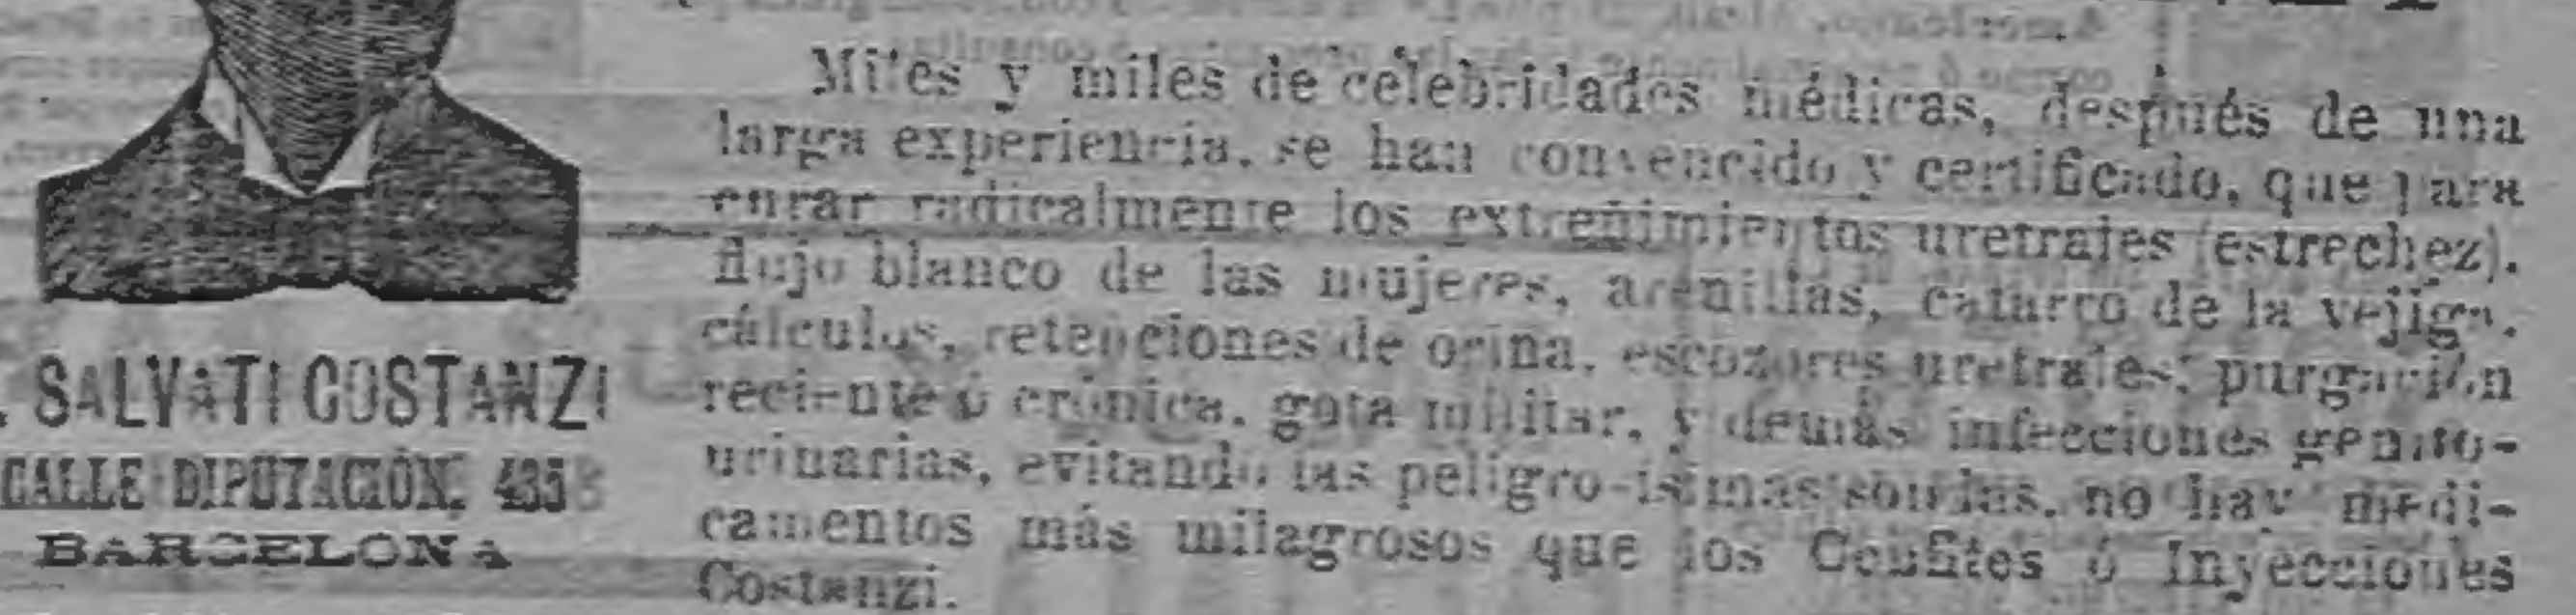 Miles y miles de celebridades médicas, después de una
larga experiencia, se han convencido y certificado, que para
curar radicalmente los extreñimientos uretrales (estrechez),
flujo blanco de las mujeres, arenillas, catarro de la vejiga,
cálculos, retenciones de orina, escozores uretrales, purgación
reciente ó crónica, gota militar, y demás infecciones genito-
urinarias, evitando las peligrosísimas sondas, no hay medi-
camentos más milagrosos que los Confites ó Inyecciones
Costanzi.
SALVATI COSTANZI
CALLE DIPUTACIÓN, 435
BARCELONA